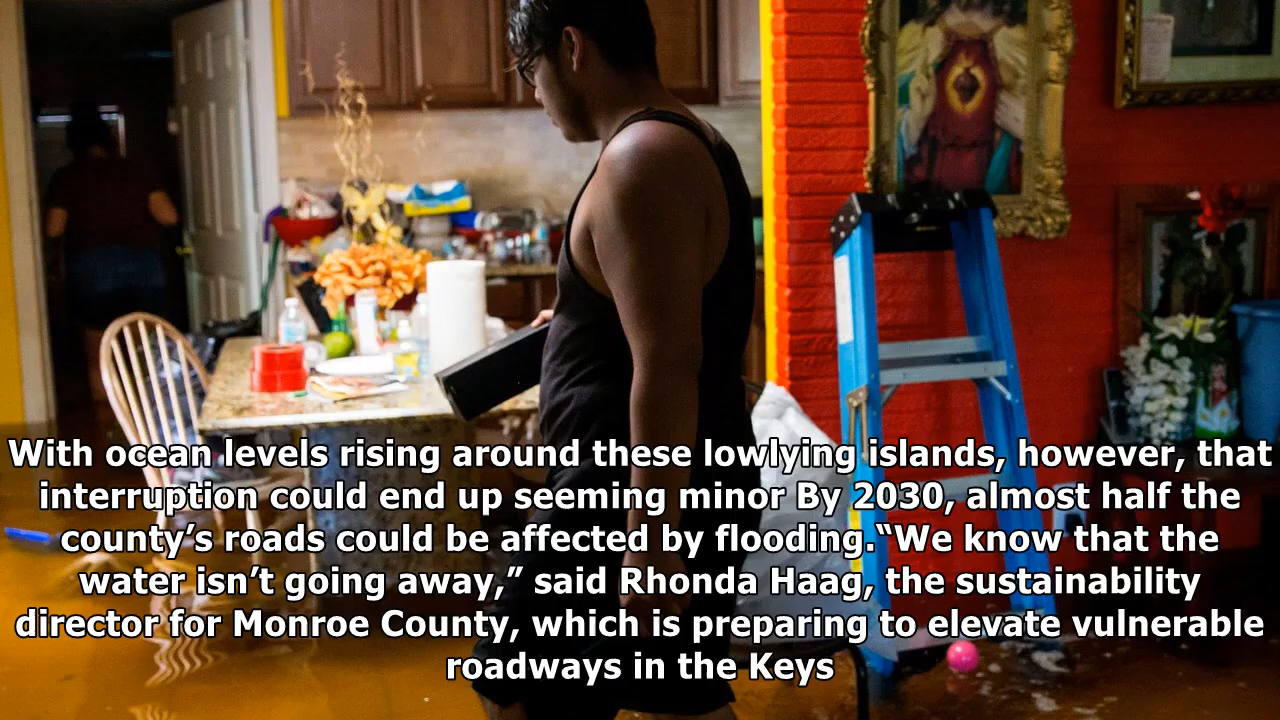 With ocean levels rising around these lowlying islands, however, that
interruption could end up seeming minor By 2030, almost half the
county’s roads could be affected by flooding.“We know that the
water isn’t going away,” said Rhonda Haag, the sustainability
director for Monroe County, which is preparing to elevate vulnerable
roadways in the Keys